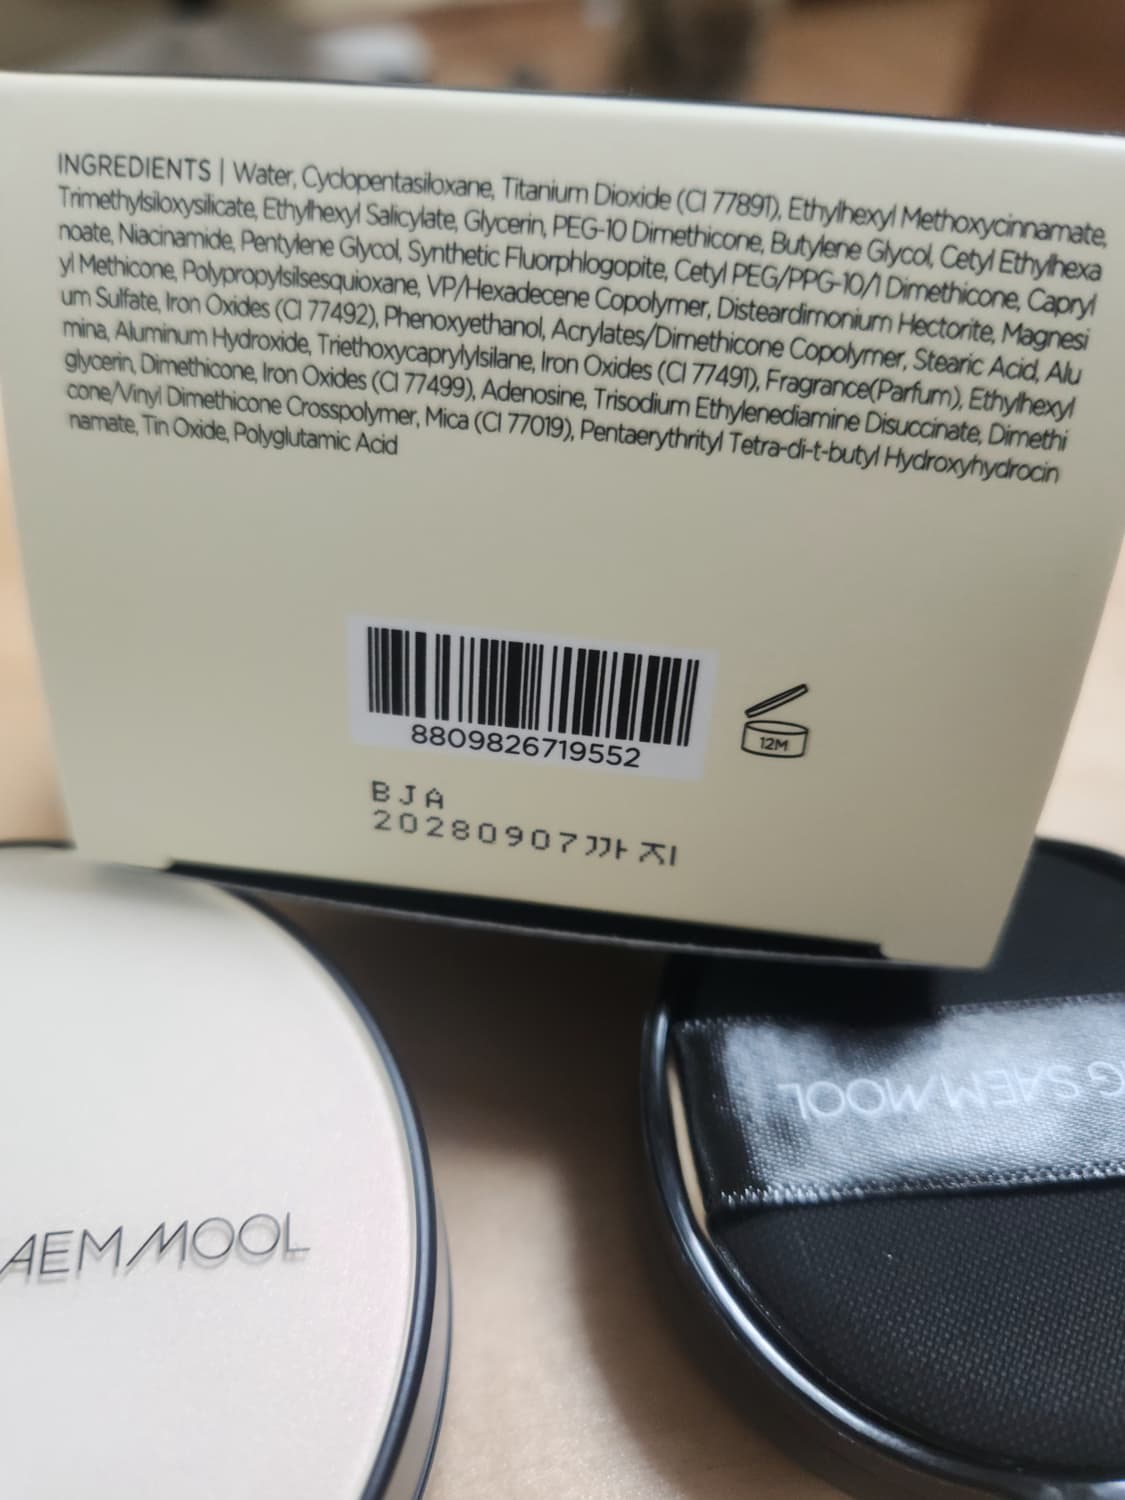 INGREDIENTS | Water, Cyclopentasiloxane, Titanium Dioxide (CI 77891), Ethylhexyl Methoxycinnamate,
Trimethylsiloxysilicate, Ethylhexyl Salicylate, Glycerin, PEG-10 Dimethicone, Butylene Glycol, Cetyl Ethylhexa
noate, Niacinamide, Pentylene Glycol, Synthetic Fluorphlogopite, Cetyl PEG/PPG-10/1 Dimethicone, Capryl
yl Methicone, Polypropylsilsesquioxane, VP/Hexadecene Copolymer, Disteardimonium Hectorite, Magnesi
um Sulfate, Iron Oxides (CI 77492), Phenoxyethanol, Acrylates/Dimethicone Copolymer, Stearic Acid, Alu
mina, Aluminum Hydroxide, Triethoxycaprylylsilane, Iron Oxides (CI 77491), Fragrance(Parfum), Ethylhexyl
glycerin, Dimethicone, Iron Oxides (CI 77499), Adenosine, Trisodium Ethylenediamine Disuccinate, Dimethi
cone/Vinyl Dimethicone Crosspolymer, Mica (CI 77019), Pentaerythrityl Tetra-di-t-butyl Hydroxyhydrocin
namate, Tin Oxide, Polyglutamic Acid
8809826719552
12M
BJA
20280907까지
G SAEM MOOL
AEM MOOL